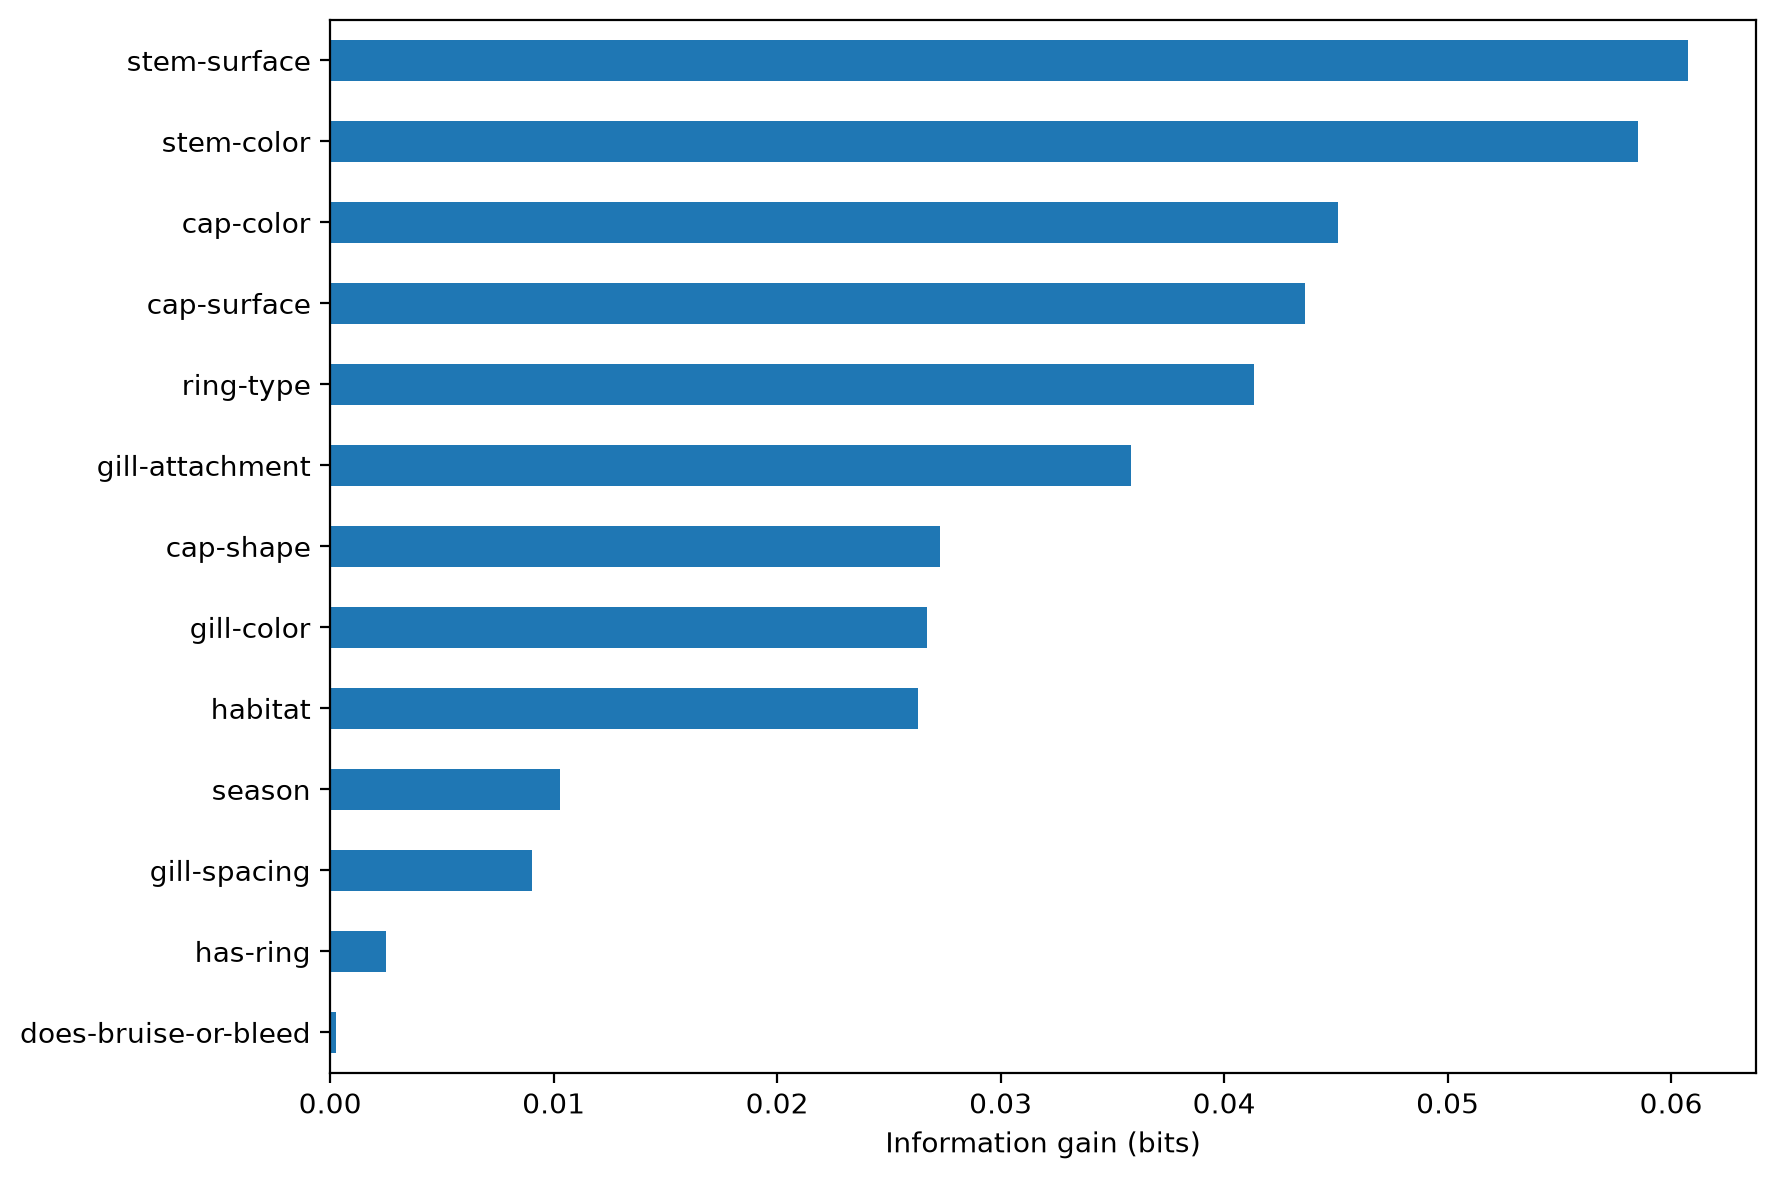 stem-surface
stem-color
cap-color
cap-surface
ring-type
gill-attachment
cap-shape
gill-color
habitat
season
gill-spacing
has-ring
does-bruise-or-bleed
0.00 0.01 0.02 0.03 0.04 0.05 0.06
Information gain (bits)